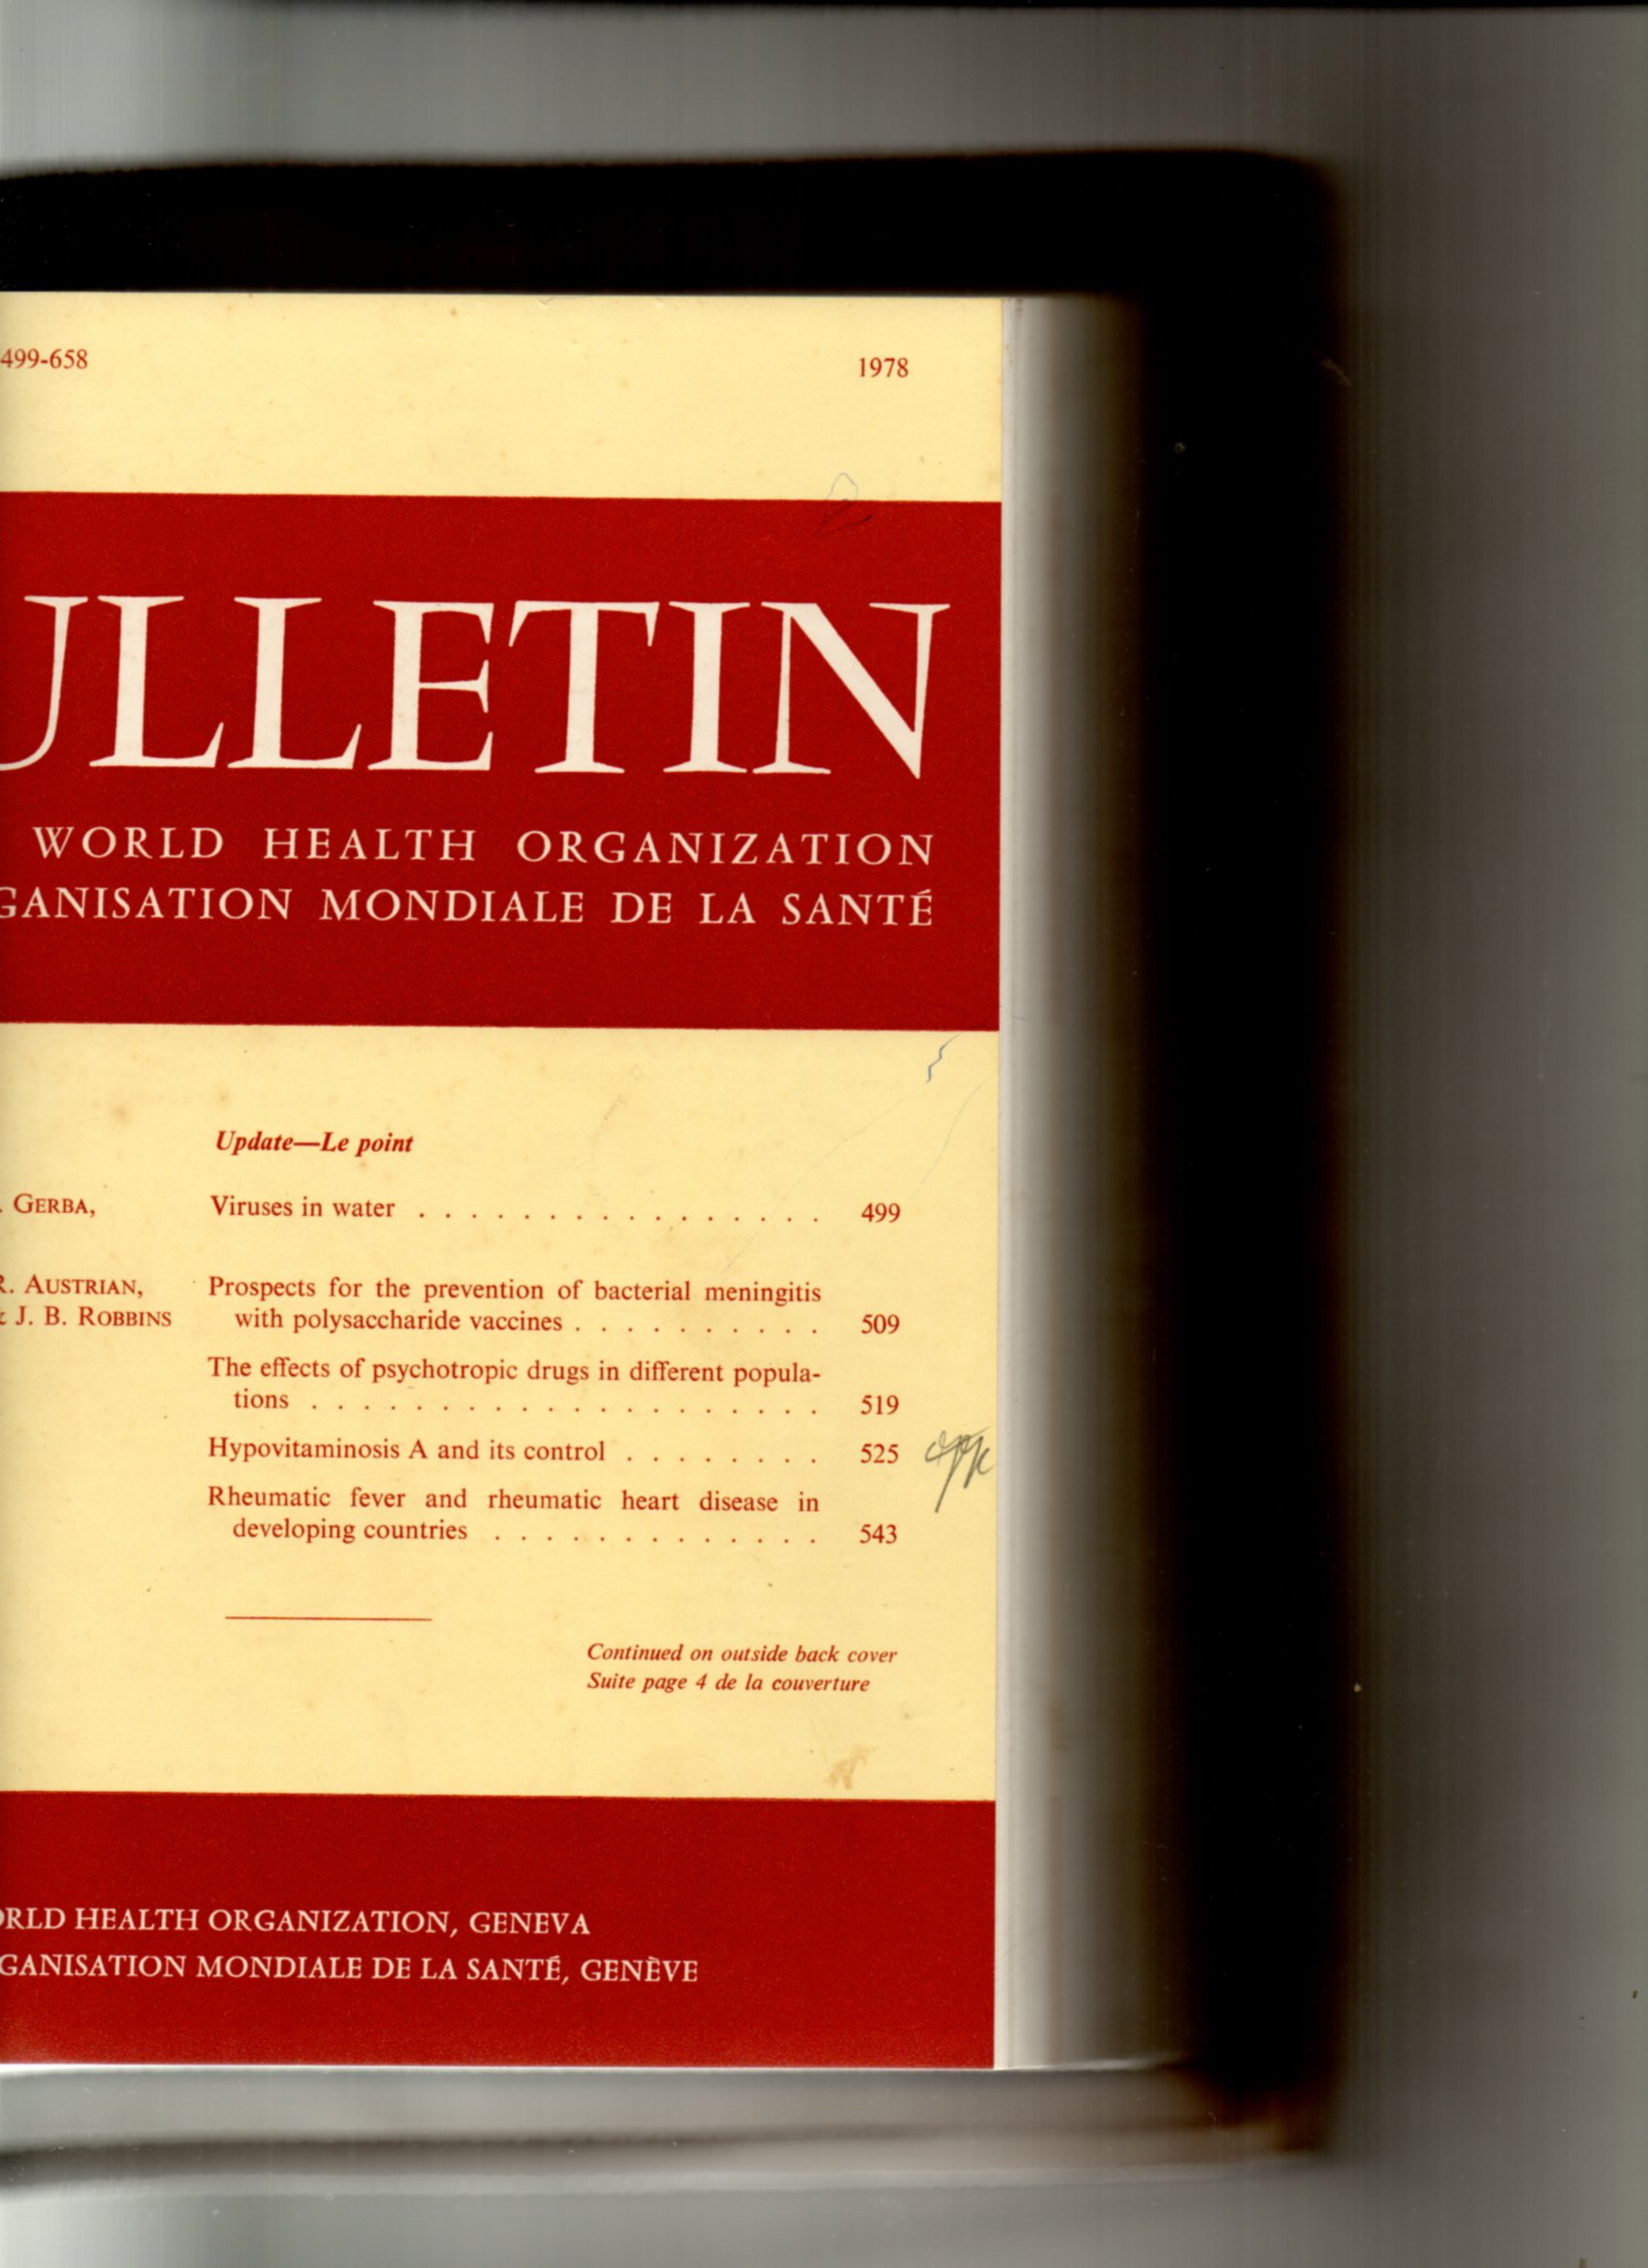 499-658 1978
ULLETIN
WORLD HEALTH ORGANIZATION
GANISATION MONDIALE DE LA SANTÉ
Update—Le point
. GERBA, Viruses in water . . . . . . . . . . . . . . . . 499
R. AUSTRIAN, Prospects for the prevention of bacterial meningitis
& J. B. ROBBINS with polysaccharide vaccines . . . . . . . . . . 509
The effects of psychotropic drugs in different popula-
tions . . . . . . . . . . . . . . . . . . . . 519
Hypovitaminosis A and its control . . . . . . . . 525
Rheumatic fever and rheumatic heart disease in
developing countries . . . . . . . . . . . . . 543
Continued on outside back cover
Suite page 4 de la couverture
ORLD HEALTH ORGANIZATION, GENEVA
GANISATION MONDIALE DE LA SANTÉ, GENÈVE